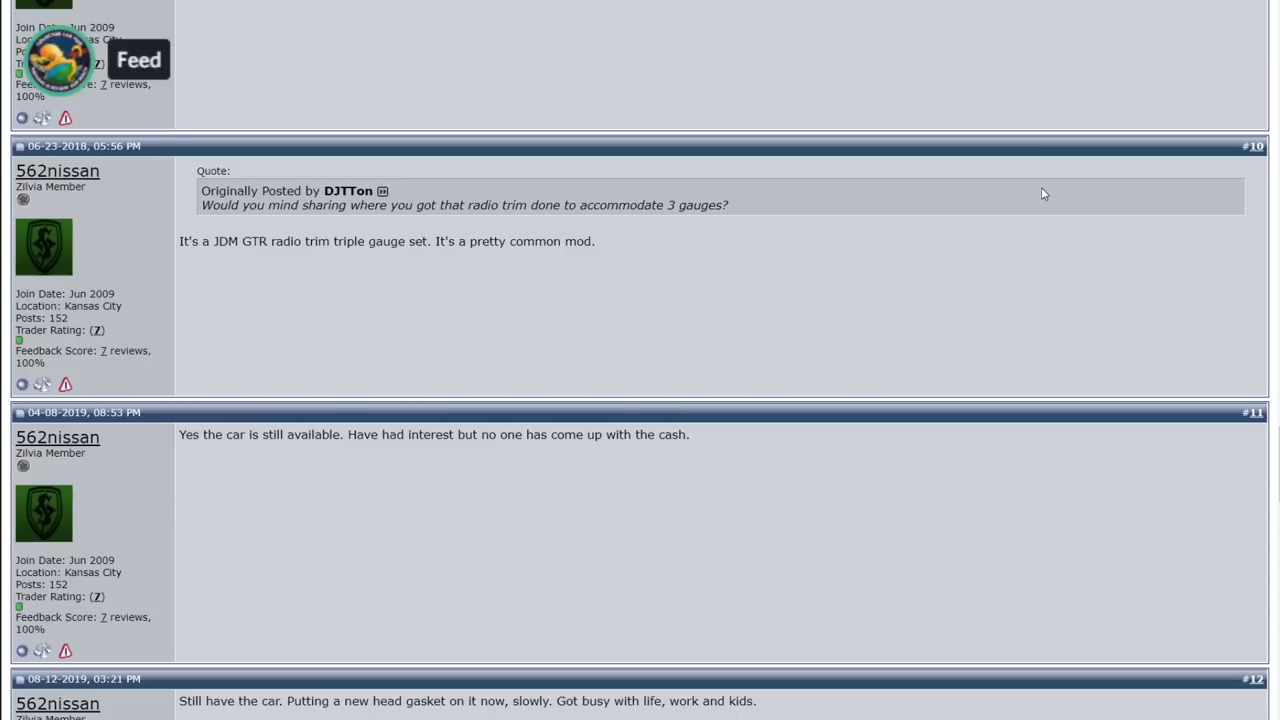 Join Date: Jun 2009
Feed
Feedback Score: 7 reviews,
100%
06-23-2018, 05:56 PM
#10
562nissan
Zilvia Member
Quote:
Originally Posted by DJTTon
Would you mind sharing where you got that radio trim done to accommodate 3 gauges?
It's a JDM GTR radio trim triple gauge set. It's a pretty common mod.
Join Date: Jun 2009
Location: Kansas City
Posts: 152
Trader Rating: (7)
Feedback Score: 7 reviews,
100%
04-08-2019, 08:53 PM
#11
562nissan
Zilvia Member
Yes the car is still available. Have had interest but no one has come up with the cash.
Join Date: Jun 2009
Location: Kansas City
Posts: 152
Trader Rating: (7)
Feedback Score: 7 reviews,
100%
08-12-2019, 03:21 PM
#12
562nissan
Zilvia Member
Still have the car. Putting a new head gasket on it now, slowly. Got busy with life, work and kids.